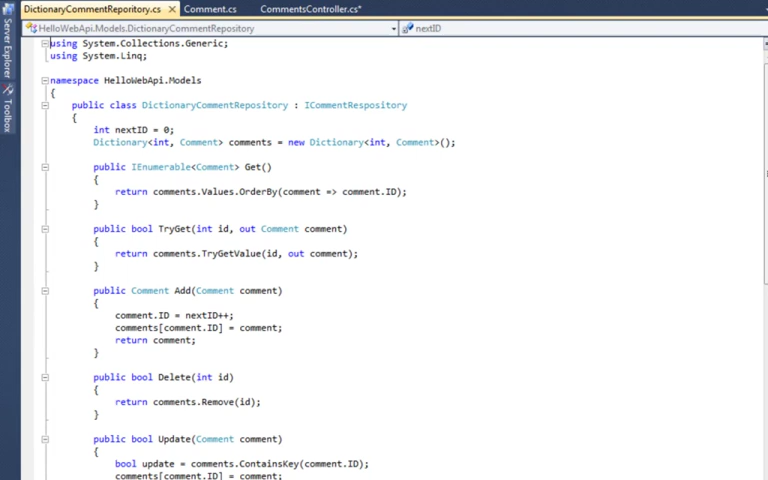 DictionaryCommentRepority.cs
Comment.cs
CommentsController.cs*
HelloWebApi.Models.DictionaryCommentRepository
nextID
Server Explorer
Toolbox
using System.Collections.Generic;
using System.Linq;
namespace HelloWebApi.Models
{
public class DictionaryCommentRepository : ICommentRespository
{
int nextID = 0;
Dictionary<int, Comment> comments = new Dictionary<int, Comment>();
public IEnumerable<Comment> Get()
{
return comments.Values.OrderBy(comment => comment.ID);
}
public bool TryGet(int id, out Comment comment)
{
return comments.TryGetValue(id, out comment);
}
public Comment Add(Comment comment)
{
comment.ID = nextID++;
comments[comment.ID] = comment;
return comment;
}
public bool Delete(int id)
{
return comments.Remove(id);
}
public bool Update(Comment comment)
{
bool update = comments.ContainsKey(comment.ID);
comments[comment.ID] = comment;